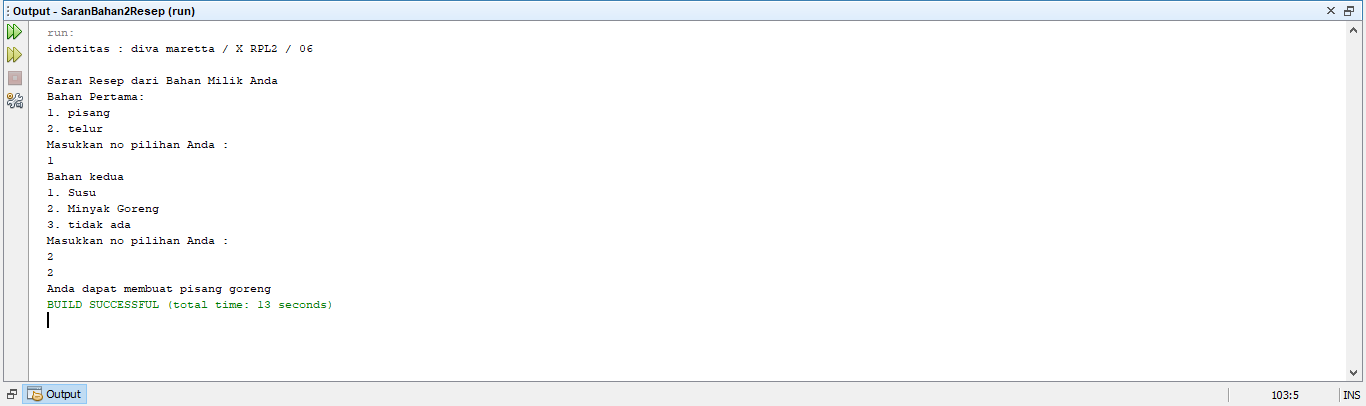 Output - SaranBahan2Resep (run)
run:
identitas : diva maretta / X RPL2 / 06
Saran Resep dari Bahan Milik Anda
Bahan Pertama:
1. pisang
2. telur
Masukkan no pilihan Anda :
1
Bahan kedua
1. Susu
2. Minyak Goreng
3. tidak ada
Masukkan no pilihan Anda :
2
2
Anda dapat membuat pisang goreng
BUILD SUCCESSFUL (total time: 13 seconds)
Output
103:5
INS